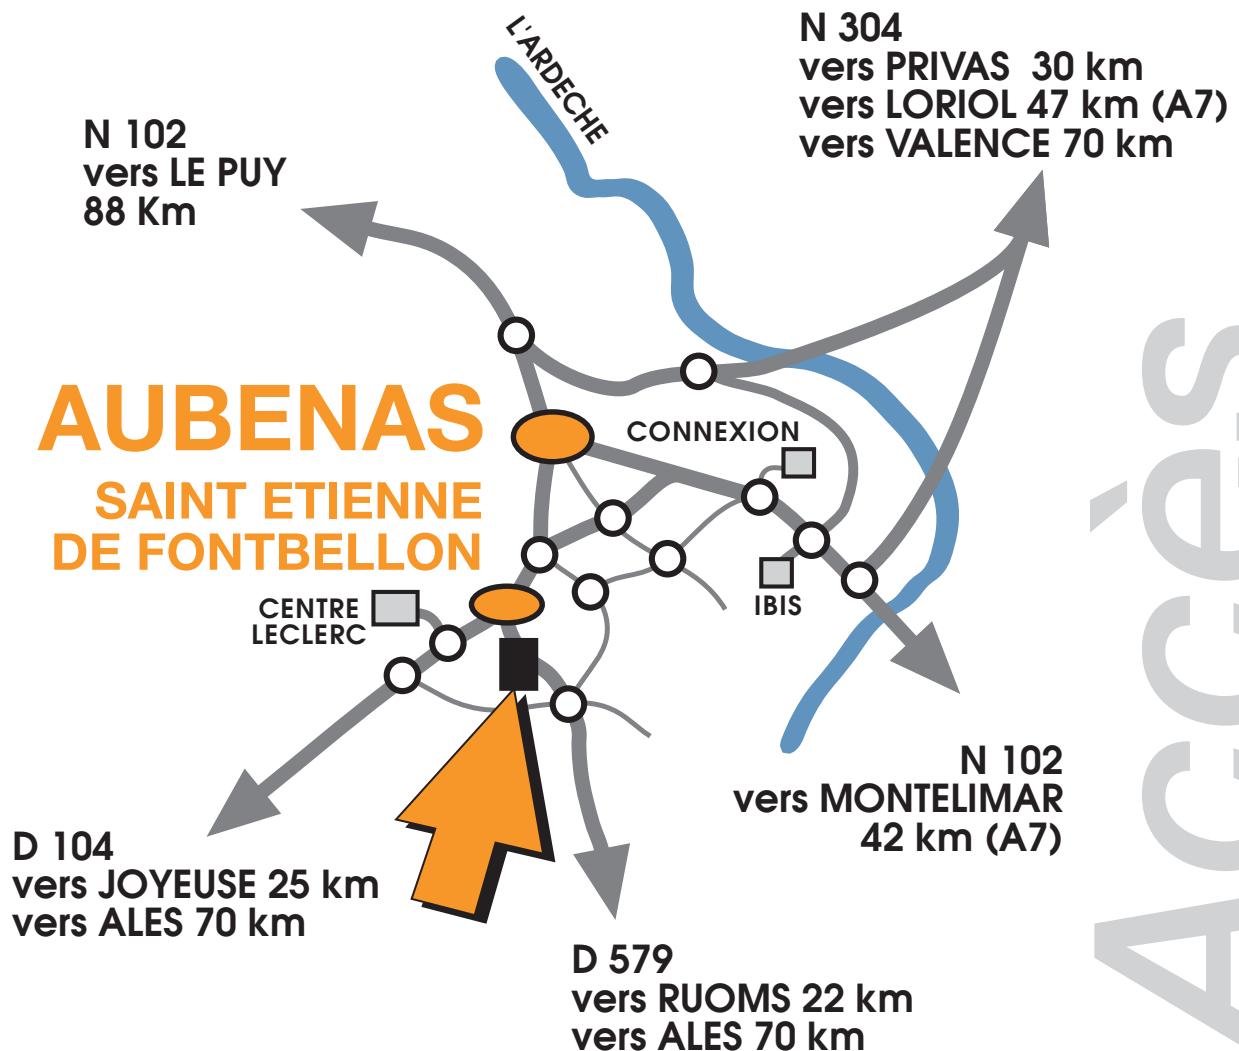 L'ARDECHE
N 304
vers PRIVAS 30 km
vers LORIOL 47 km (A7)
vers VALENCE 70 km
N 102
vers LE PUY
88 Km
AUBENAS
SAINT ETIENNE
DE FONTBELLON
CONNEXION
IBIS
CENTRE
LECLERC
N 102
vers MONTELIMAR
42 km (A7)
D 104
vers JOYEUSE 25 km
vers ALES 70 km
D 579
vers RUOMS 22 km
vers ALES 70 km
Accès